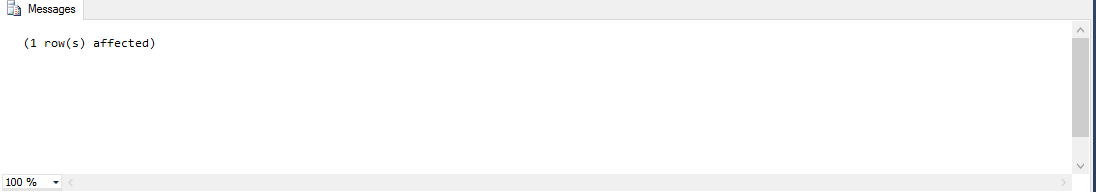 Messages
(1 row(s) affected)
100 %